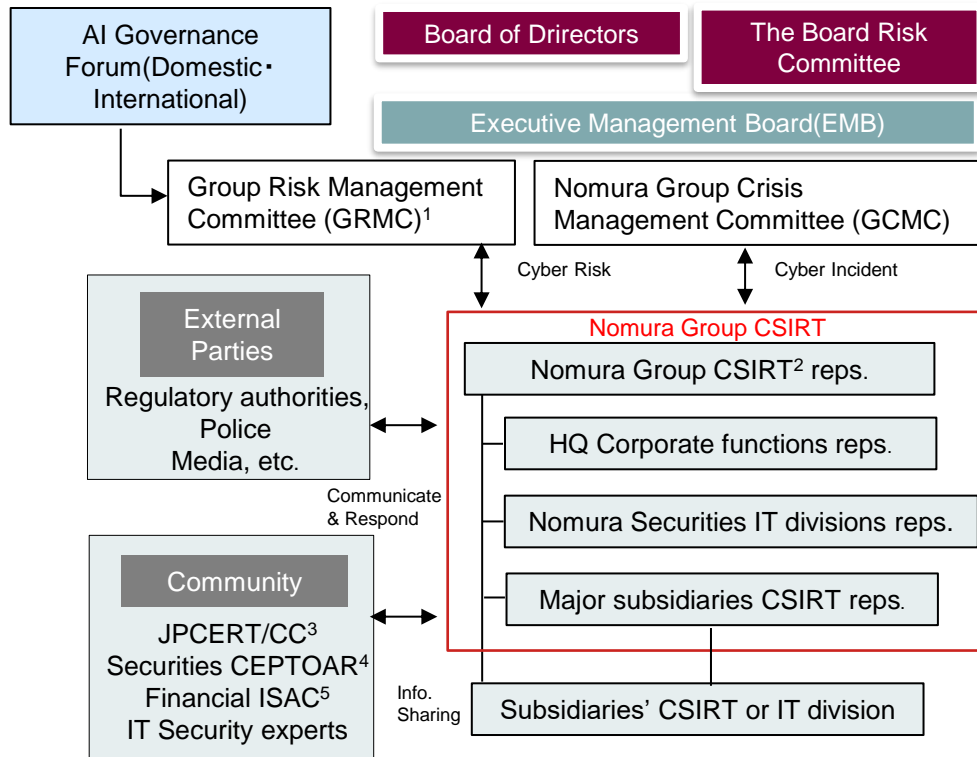 AI Governance
Forum(Domestic・
International)
Board of Drirectors
The Board Risk
Committee
Executive Management Board(EMB)
Group Risk Management
Committee (GRMC)1
Nomura Group Crisis
Management Committee (GCMC)
Cyber Risk
Cyber Incident
External
Parties
Regulatory authorities,
Police
Media, etc.
Nomura Group CSIRT
Nomura Group CSIRT2 reps.
HQ Corporate functions reps.
Nomura Securities IT divisions reps.
Major subsidiaries CSIRT reps.
Communicate
& Respond
Community
JPCERT/CC3
Securities CEPTOAR4
Financial ISAC5
IT Security experts
Info.
Sharing
Subsidiaries’ CSIRT or IT division